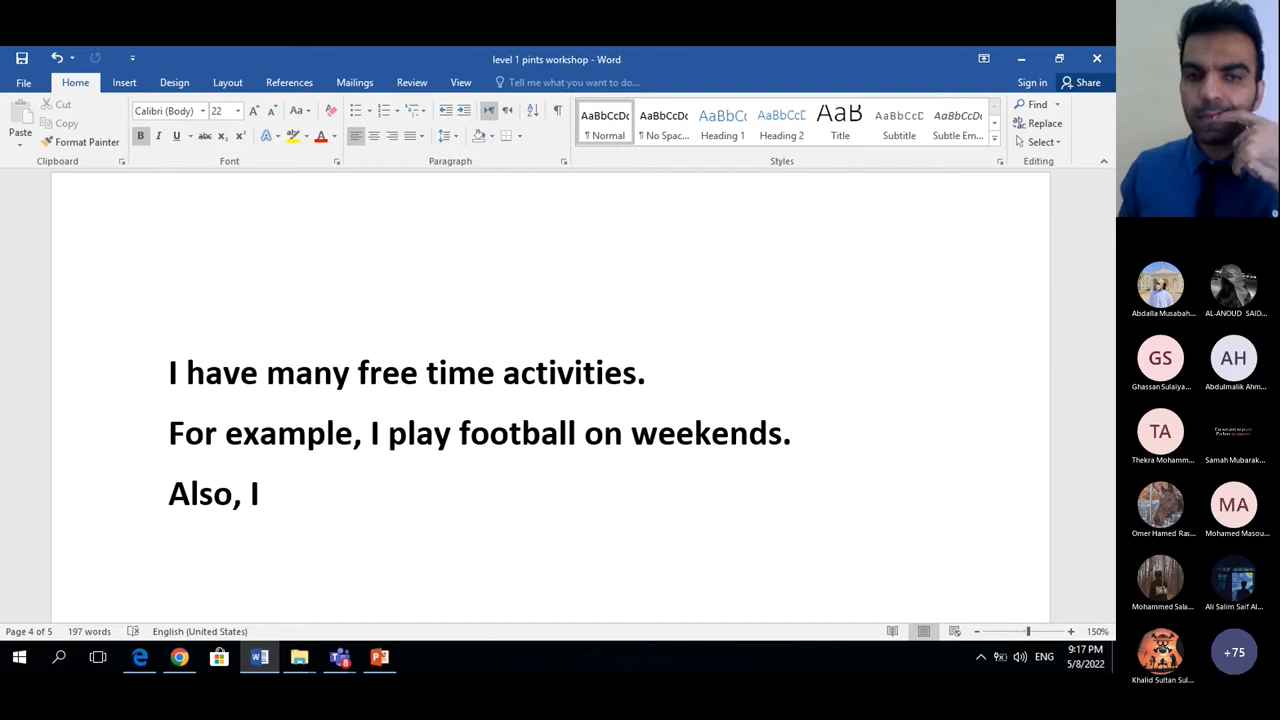 level 1 pints workshop - Word
File Home Insert Design Layout References Mailings Review View Tell me what you want to do... Sign in Share
Paste Cut Copy Format Painter
Calibri (Body) 22
AaBbCcDc AaBbCcDc AaBbCc AaBbCcE AaB AaBbCcD AaBbCcDc
¶ Normal ¶ No Spac... Heading 1 Heading 2 Title Subtitle Subtle Em...
Find Replace Select
Clipboard Font Paragraph Styles Editing
I have many free time activities.
For example, I play football on weekends.
Also, I
Page 4 of 5 197 words English (United States) 150%
ENG 9:17 PM
5/8/2022
Abdalla Musabah... AL-ANOUD SAID...
GS AH
Ghassan Sulaiya... Abdulmalik Ahm...
TA
Thekra Mohamm... Samah Mubarak...
MA
Omer Hamed Ras... Mohamed Masou...
Mohammed Sala... Ali Salim Saif Al...
+75
Khalid Sultan Sul...